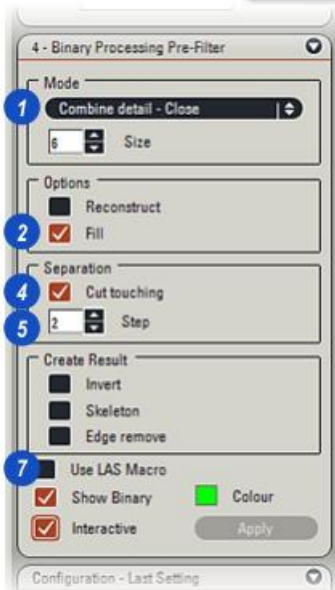 4 - Binary Processing Pre-Filter
Mode
1 Combine detail - Close
6 Size
Options
Reconstruct
2 Fill
Separation
4 Cut touching
5 2 Step
Create Result
Invert
Skeleton
Edge remove
7 Use LAS Macro
Show Binary Colour
Interactive Apply
Configuration - Last Setting